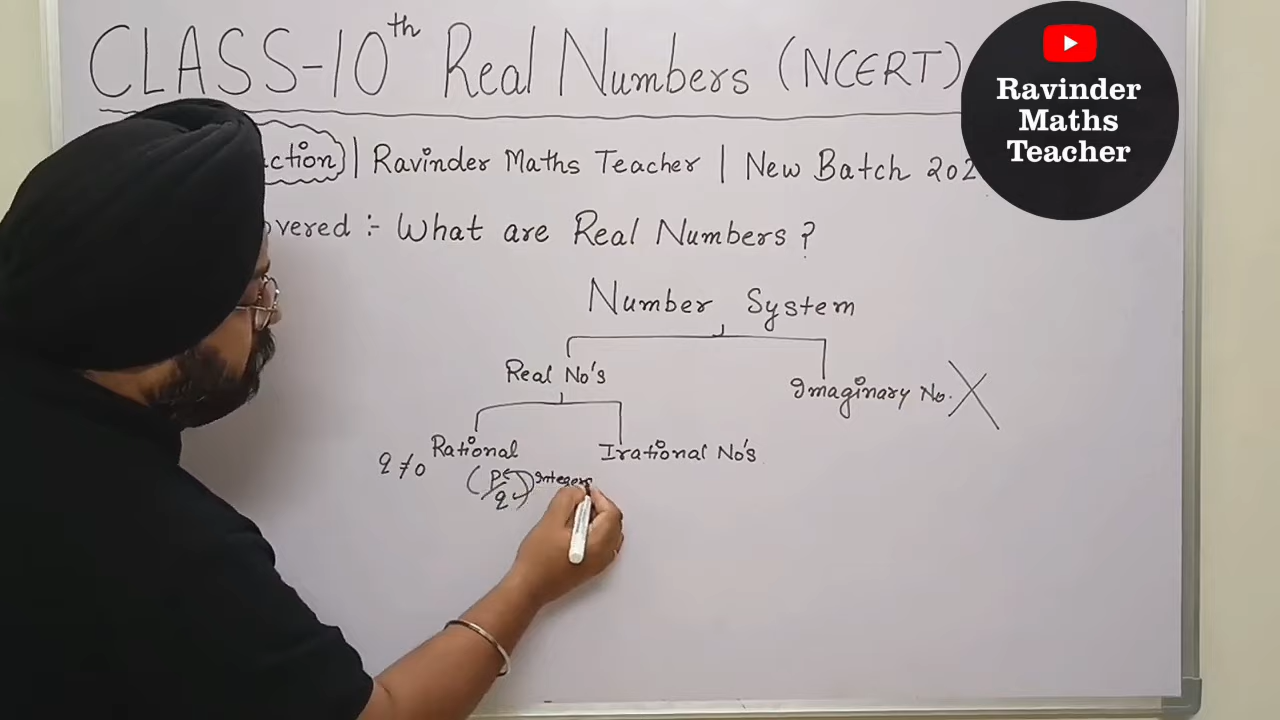 CLASS-10th Real Numbers (NCERT)
Ravinder
Maths
Teacher
ction | Ravinder Maths Teacher | New Batch 202
overed :- What are Real Numbers?
Number System
Real No's
Imaginary No.
Rational
Irational No's
q ≠ 0
(p/q) Integers